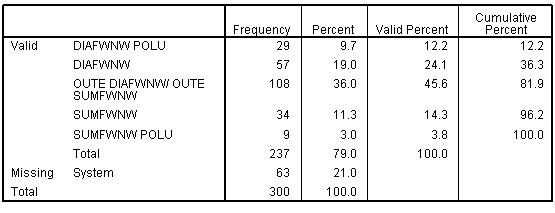 Cumulative
Frequency Percent Valid Percent Percent
Valid DIAFWNW POLU 29 9.7 12.2 12.2
DIAFWNW 57 19.0 24.1 36.3
OUTE DIAFWNW/ OUTE 108 36.0 45.6 81.9
SUMFWNW
SUMFWNW 34 11.3 14.3 96.2
SUMFWNW POLU 9 3.0 3.8 100.0
Total 237 79.0 100.0
Missing System 63 21.0
Total 300 100.0